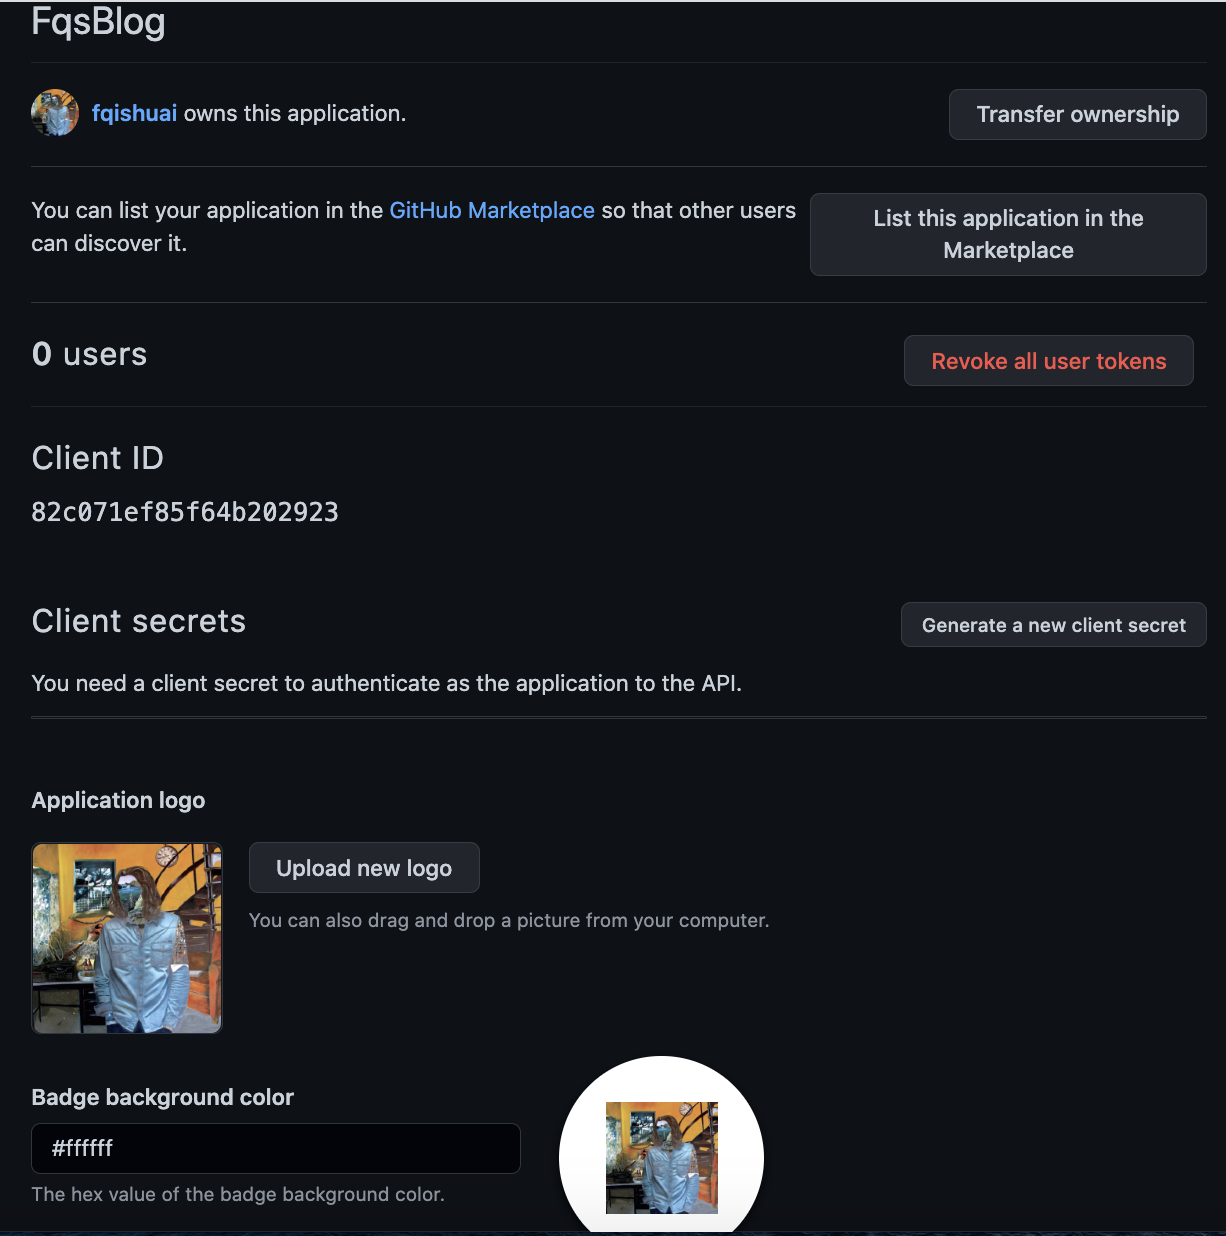 FqsBlog
fqishuai owns this application.
Transfer ownership
You can list your application in the GitHub Marketplace so that other users
can discover it.
List this application in the
Marketplace
0 users
Revoke all user tokens
Client ID
82c071ef85f64b202923
Client secrets
Generate a new client secret
You need a client secret to authenticate as the application to the API.
Application logo
Upload new logo
You can also drag and drop a picture from your computer.
Badge background color
#ffffff
The hex value of the badge background color.